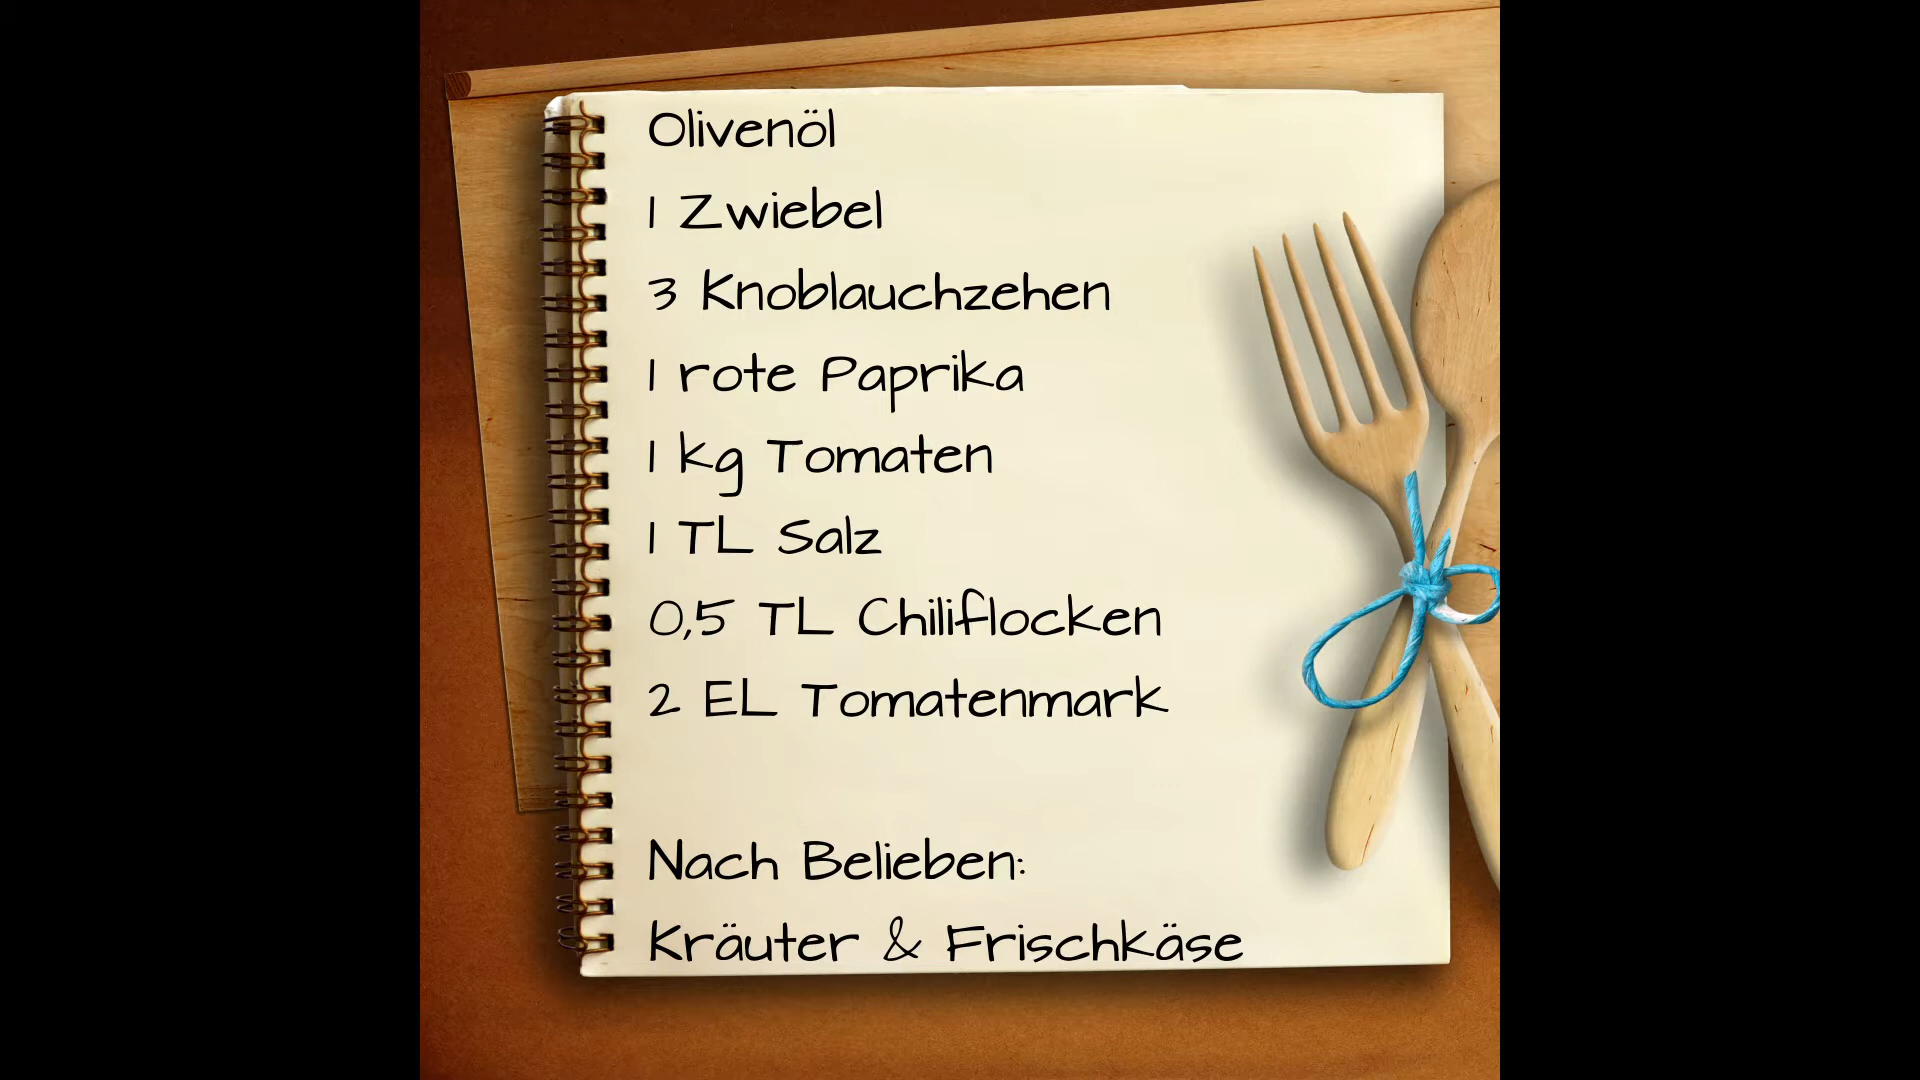 Olivenöl
1 Zwiebel
3 Knoblauchzehen
1 rote Paprika
1 kg Tomaten
1 TL Salz
0,5 TL Chiliflocken
2 EL Tomatenmark
Nach Belieben:
Kräuter & Frischkäse